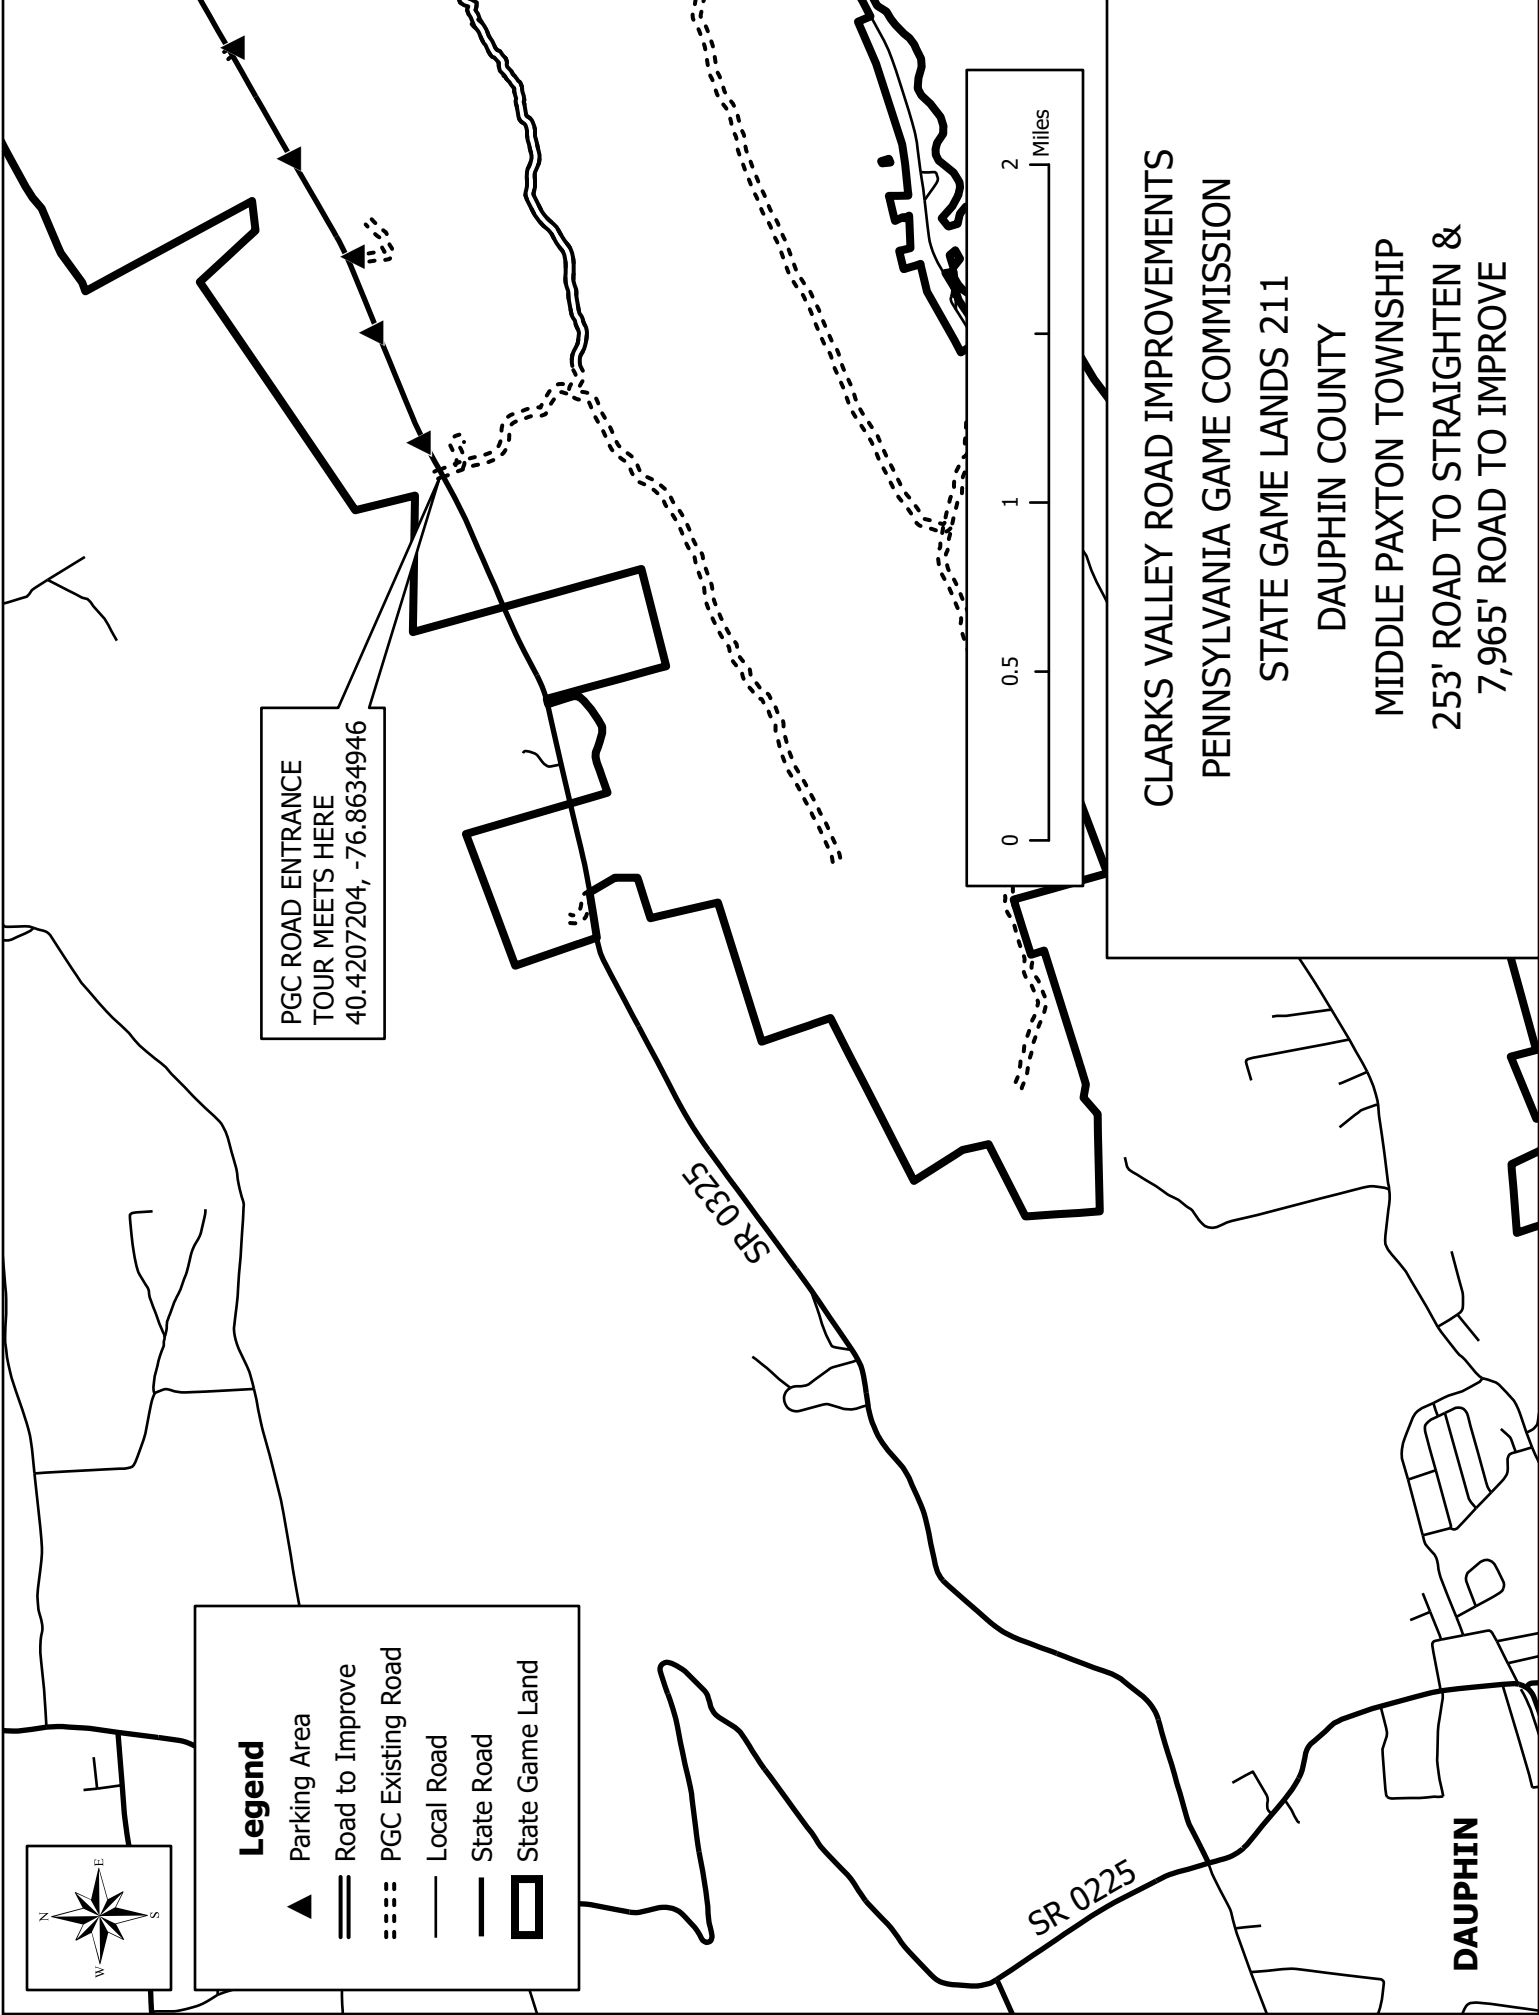 N
W
E
S
Legend
Parking Area
Road to Improve
PGC Existing Road
Local Road
State Road
State Game Land
PGC ROAD ENTRANCE
TOUR MEETS HERE
40.4207204, -76.8634946
SR 0325
SR 0225
DAUPHIN
0
0.5
1
2
Miles
CLARKS VALLEY ROAD IMPROVEMENTS
PENNSYLVANIA GAME COMMISSION
STATE GAME LANDS 211
DAUPHIN COUNTY
MIDDLE PAXTON TOWNSHIP
253' ROAD TO STRAIGHTEN &
7,965' ROAD TO IMPROVE